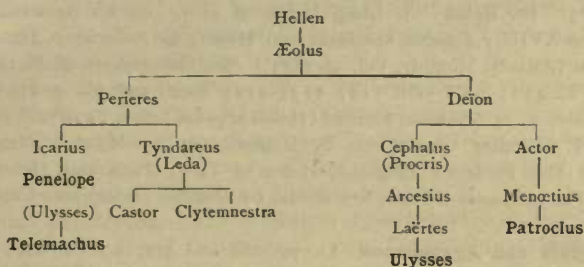 Hellen
Æolus
Perieres Deïon
Icarius Tyndareus Cephalus Actor
(Leda) (Procris)
Penelope Arcesius Menœtius
(Ulysses) Castor Clytemnestra Laërtes Patroclus
Telemachus Ulysses